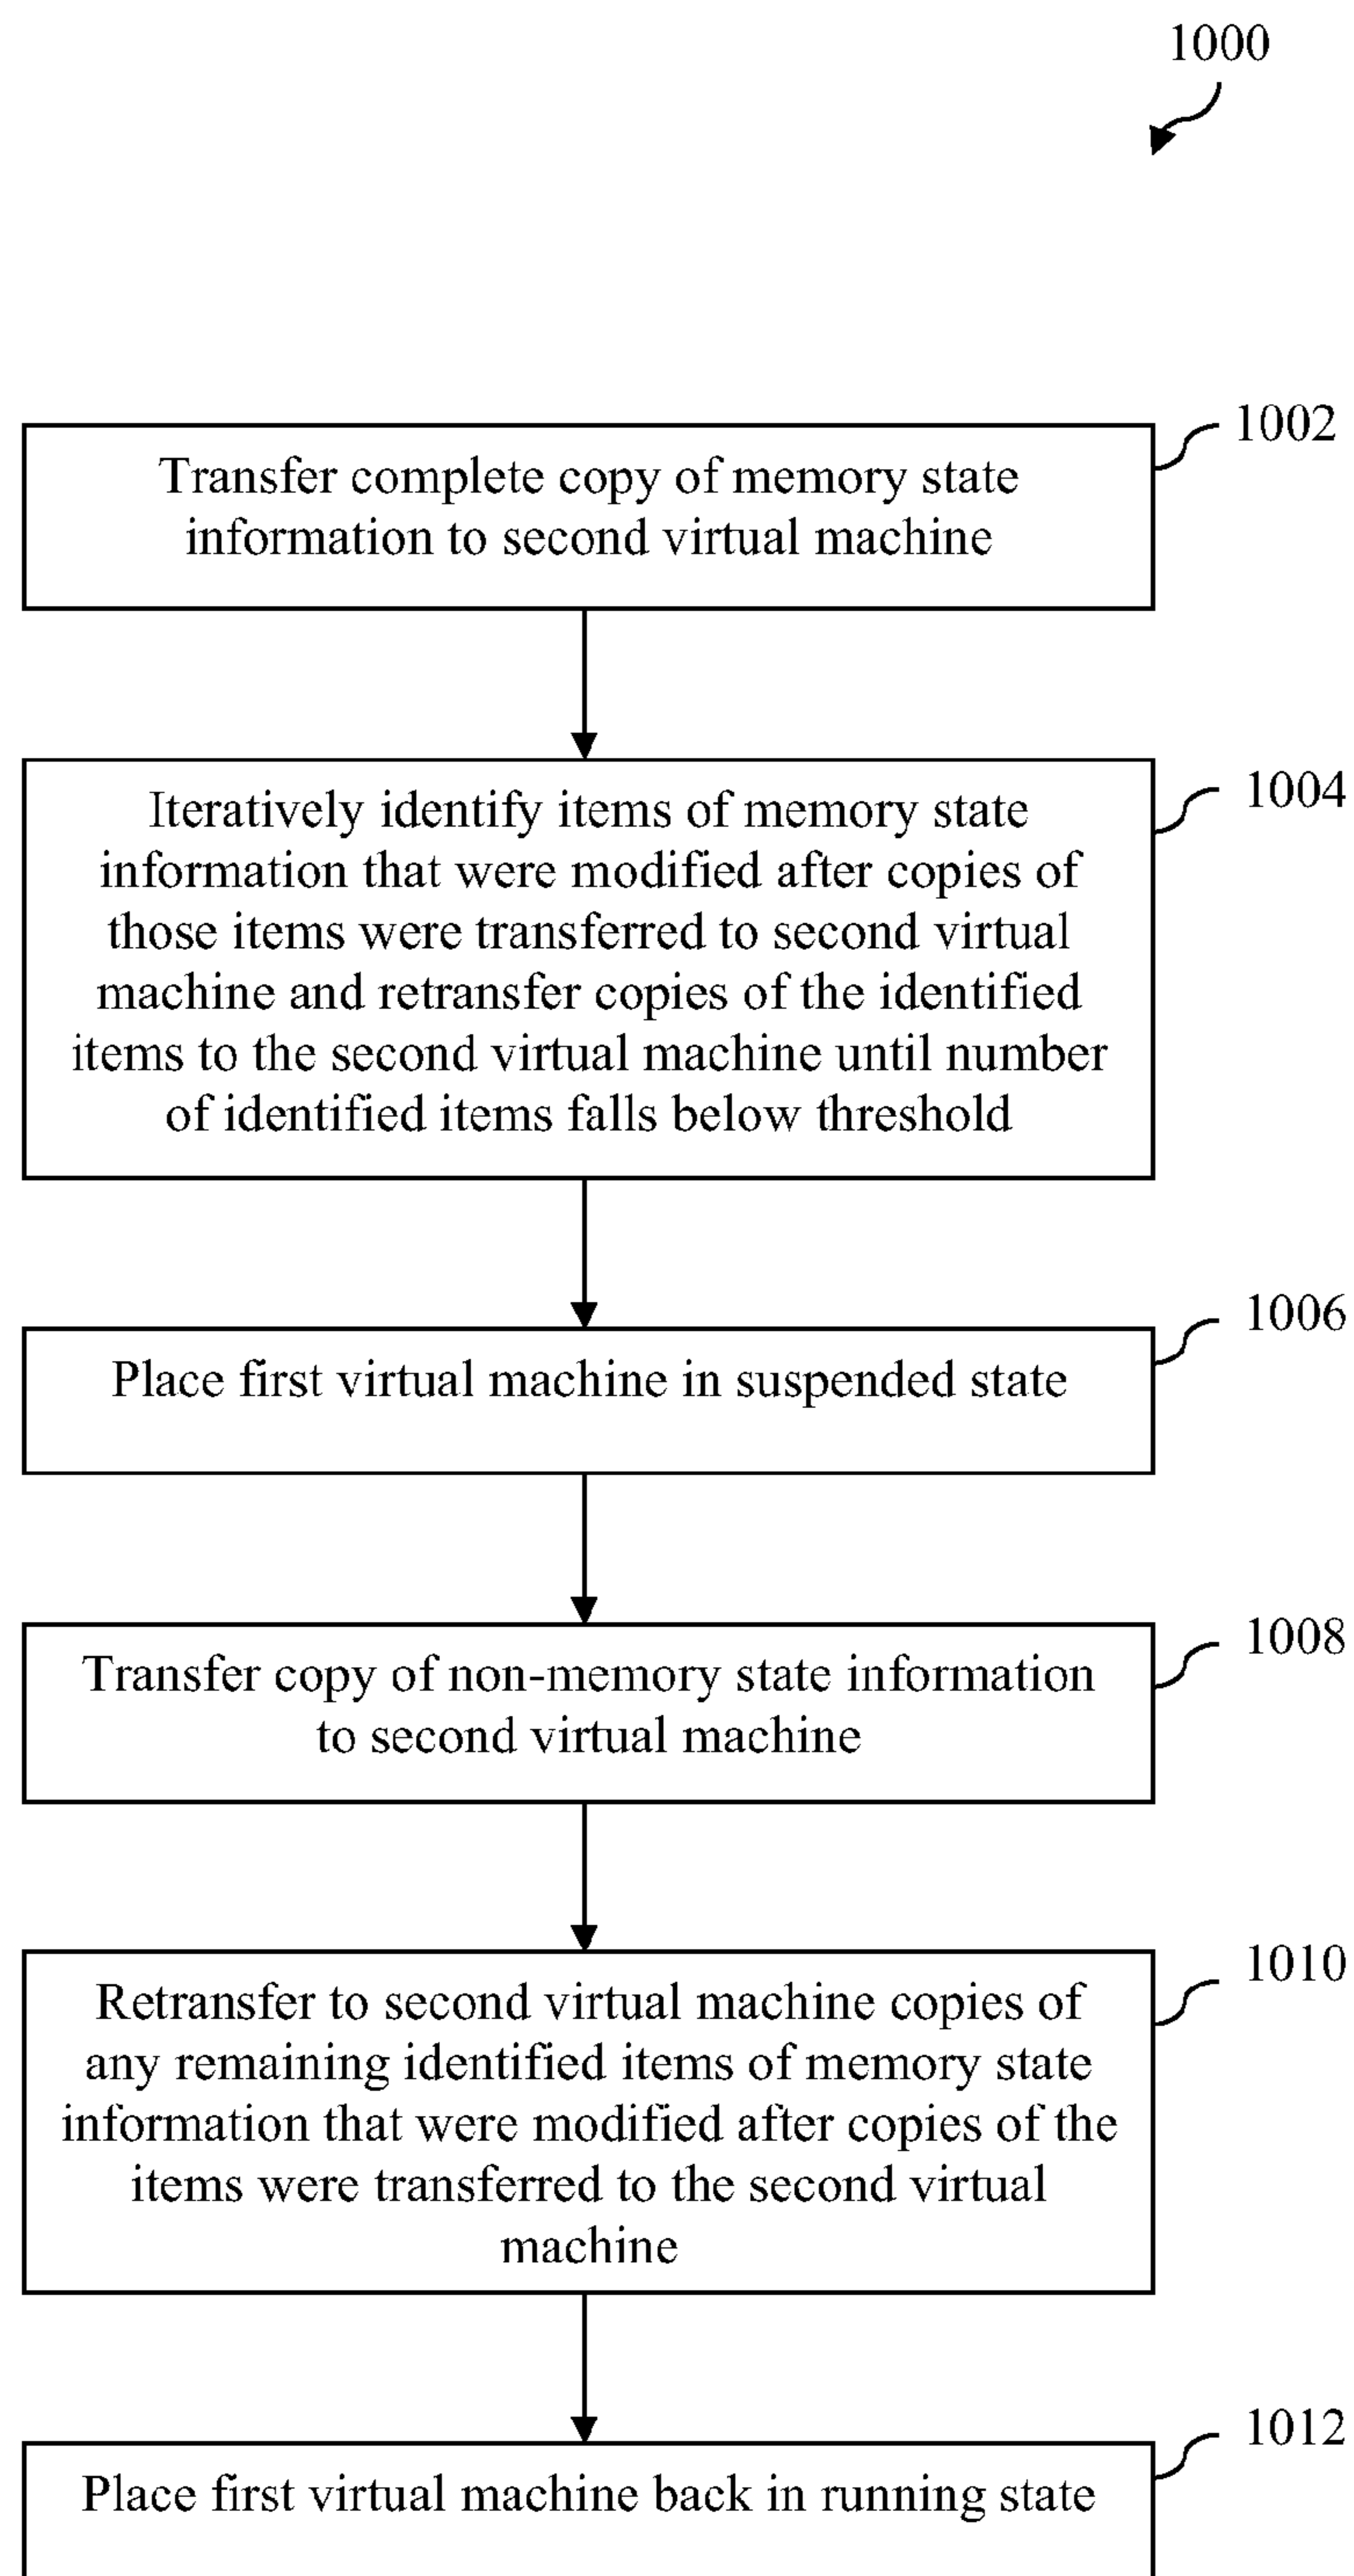 1000
1002
Transfer complete copy of memory state
information to second virtual machine
1004
Iteratively identify items of memory state
information that were modified after copies of
those items were transferred to second virtual
machine and retransfer copies of the identified
items to the second virtual machine until number
of identified items falls below threshold
1006
Place first virtual machine in suspended state
1008
Transfer copy of non-memory state information
to second virtual machine
1010
Retransfer to second virtual machine copies of
any remaining identified items of memory state
information that were modified after copies of the
items were transferred to the second virtual
machine
1012
Place first virtual machine back in running state